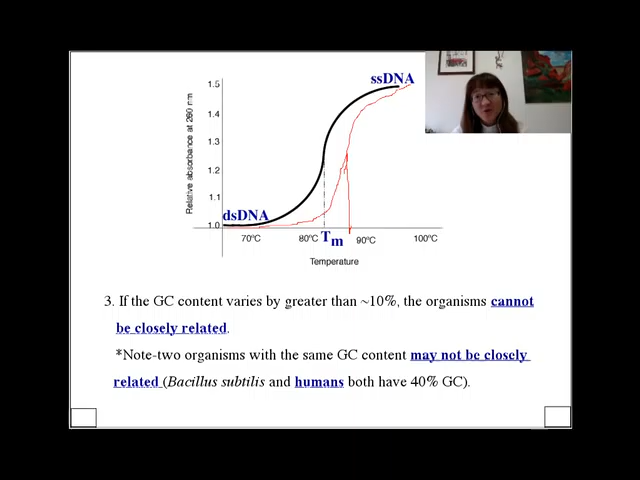 ssDNA
1.5
1.4
1.3
1.2
1.1
1.0
Relative absorbance at 260 nm
dsDNA
70°C
80°C
Tm
90°C
100°C
Temperature
3. If the GC content varies by greater than ~10%, the organisms cannot
be closely related.
*Note-two organisms with the same GC content may not be closely
related (Bacillus subtilis and humans both have 40% GC).